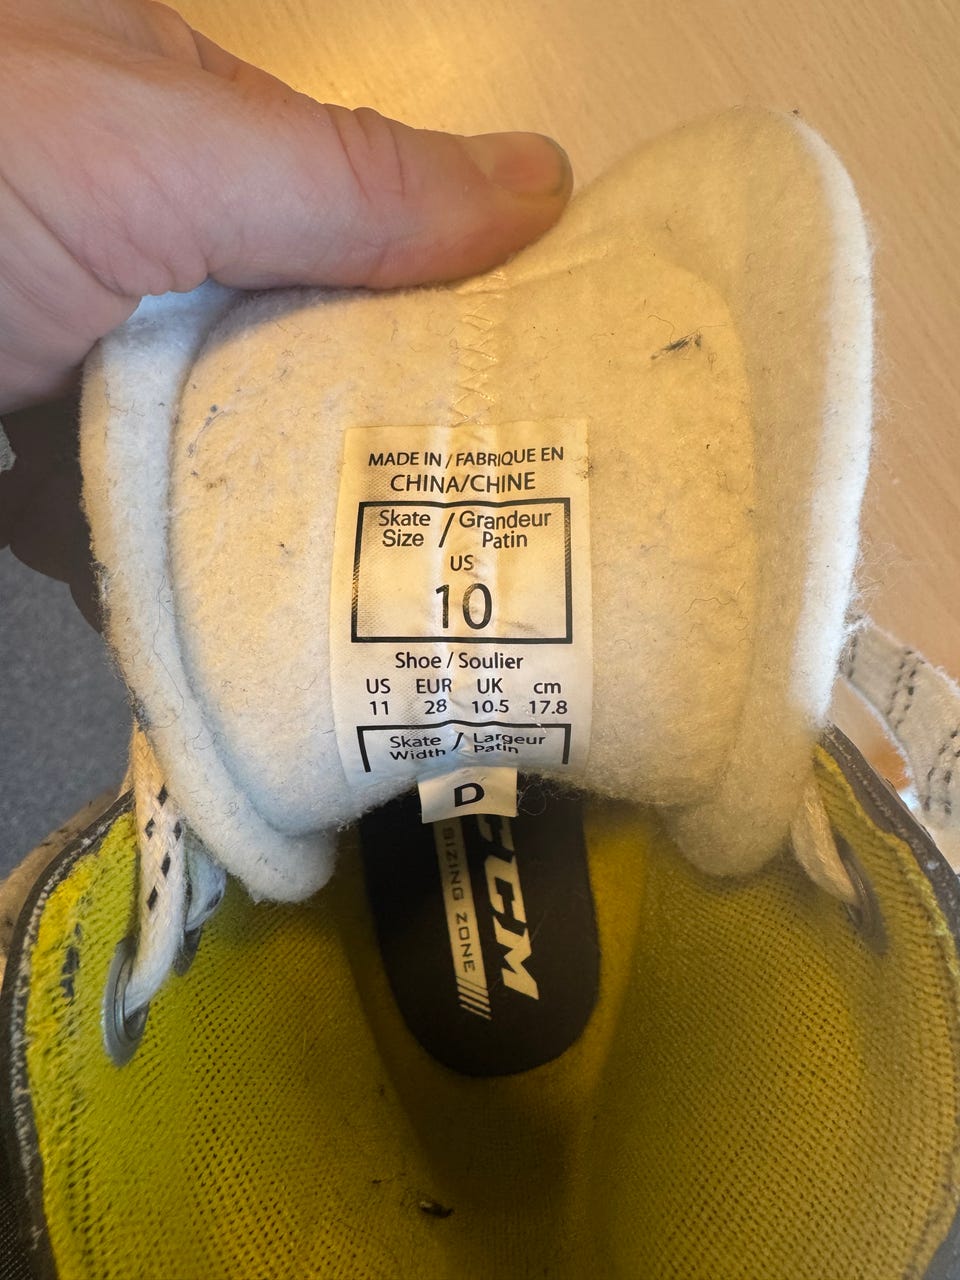 MADE IN / FABRIQUE EN
CHINA/CHINE
Skate Size / Grandeur Patin
US
10
Shoe / Soulier
US EUR UK cm
11 28 10.5 17.8
Skate Width / Largeur Patin
D
CCM
SIZING ZONE